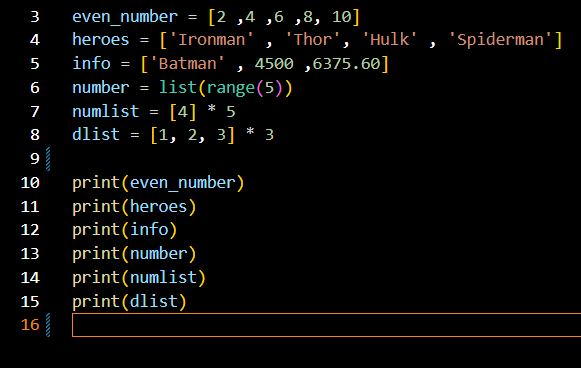 3 even_number = [2 ,4 ,6 ,8, 10]
4 heroes = ['Ironman' , 'Thor', 'Hulk' , 'Spiderman']
5 info = ['Batman' , 4500 ,6375.60]
6 number = list(range(5))
7 numlist = [4] * 5
8 dlist = [1, 2, 3] * 3
9
10 print(even_number)
11 print(heroes)
12 print(info)
13 print(number)
14 print(numlist)
15 print(dlist)
16